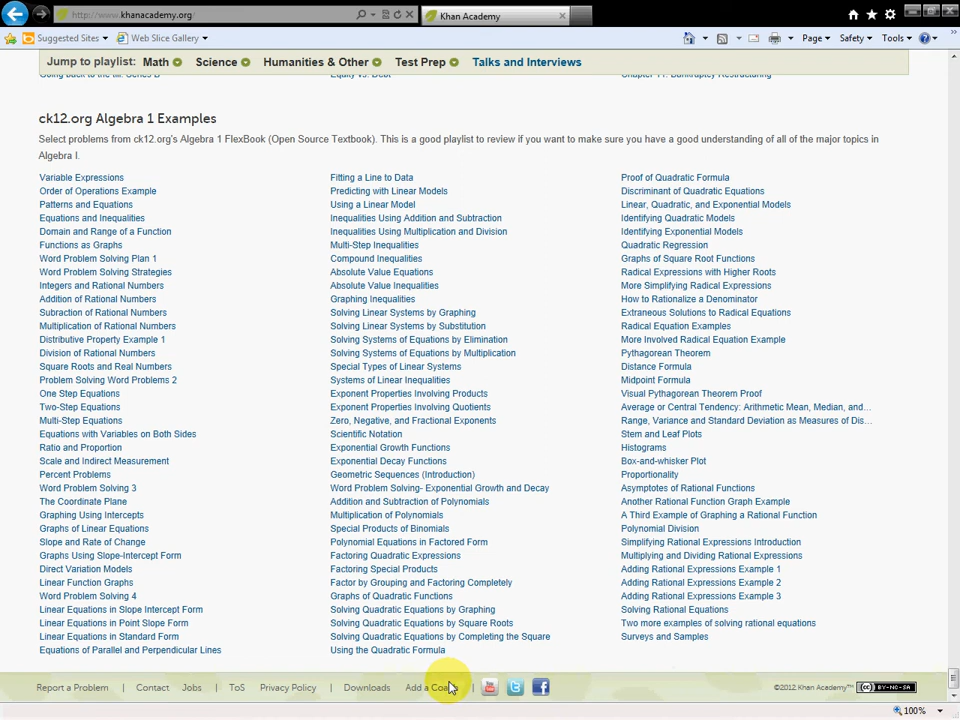 http://www.khanacademy.org
Khan Academy
Suggested Sites
Web Slice Gallery
Page
Safety
Tools
Jump to playlist: Math Science Humanities & Other Test Prep Talks and Interviews
ck12.org Algebra 1 Examples
Select problems from ck12.org's Algebra 1 FlexBook (Open Source Textbook). This is a good playlist to review if you want to make sure you have a good understanding of all of the major topics in
Algebra I.
Variable Expressions
Order of Operations Example
Patterns and Equations
Equations and Inequalities
Domain and Range of a Function
Functions as Graphs
Word Problem Solving Plan 1
Word Problem Solving Strategies
Integers and Rational Numbers
Addition of Rational Numbers
Subtraction of Rational Numbers
Multiplication of Rational Numbers
Distributive Property Example 1
Division of Rational Numbers
Square Roots and Real Numbers
Problem Solving Word Problems 2
One Step Equations
Two-Step Equations
Multi-Step Equations
Equations with Variables on Both Sides
Ratio and Proportion
Scale and Indirect Measurement
Percent Problems
Word Problem Solving 3
The Coordinate Plane
Graphing Using Intercepts
Graphs of Linear Equations
Slope and Rate of Change
Graphs Using Slope-Intercept Form
Direct Variation Models
Linear Function Graphs
Word Problem Solving 4
Linear Equations in Slope Intercept Form
Linear Equations in Point Slope Form
Linear Equations in Standard Form
Equations of Parallel and Perpendicular Lines
Fitting a Line to Data
Predicting with Linear Models
Using a Linear Model
Inequalities Using Addition and Subtraction
Inequalities Using Multiplication and Division
Multi-Step Inequalities
Compound Inequalities
Absolute Value Equations
Absolute Value Inequalities
Graphing Inequalities
Solving Linear Systems by Graphing
Solving Linear Systems by Substitution
Solving Systems of Equations by Elimination
Solving Systems of Equations by Multiplication
Special Types of Linear Systems
Systems of Linear Inequalities
Exponent Properties Involving Products
Exponent Properties Involving Quotients
Zero, Negative, and Fractional Exponents
Scientific Notation
Exponential Growth Functions
Exponential Decay Functions
Geometric Sequences (Introduction)
Word Problem Solving- Exponential Growth and Decay
Addition and Subtraction of Polynomials
Multiplication of Polynomials
Special Products of Binomials
Polynomial Equations in Factored Form
Factoring Quadratic Expressions
Factoring Special Products
Factor by Grouping and Factoring Completely
Graphs of Quadratic Functions
Solving Quadratic Equations by Graphing
Solving Quadratic Equations by Square Roots
Solving Quadratic Equations by Completing the Square
Using the Quadratic Formula
Proof of Quadratic Formula
Discriminant of Quadratic Equations
Linear, Quadratic, and Exponential Models
Identifying Quadratic Models
Identifying Exponential Models
Quadratic Regression
Graphs of Square Root Functions
Radical Expressions with Higher Roots
More Simplifying Radical Expressions
How to Rationalize a Denominator
Extraneous Solutions to Radical Equations
Radical Equation Examples
More Involved Radical Equation Example
Pythagorean Theorem
Distance Formula
Midpoint Formula
Visual Pythagorean Theorem Proof
Average or Central Tendency: Arithmetic Mean, Median, and...
Range, Variance and Standard Deviation as Measures of Dis...
Stem and Leaf Plots
Histograms
Box-and-whisker Plot
Proportionality
Asymptotes of Rational Functions
Another Rational Function Graph Example
A Third Example of Graphing a Rational Function
Polynomial Division
Simplifying Rational Expressions Introduction
Multiplying and Dividing Rational Expressions
Adding Rational Expressions Example 1
Adding Rational Expressions Example 2
Adding Rational Expressions Example 3
Solving Rational Equations
Two more examples of solving rational equations
Surveys and Samples
Report a Problem | Contact Jobs | ToS Privacy Policy | Downloads Add a |
©2012 Khan Academy™ CC BY-NC-SA
100%